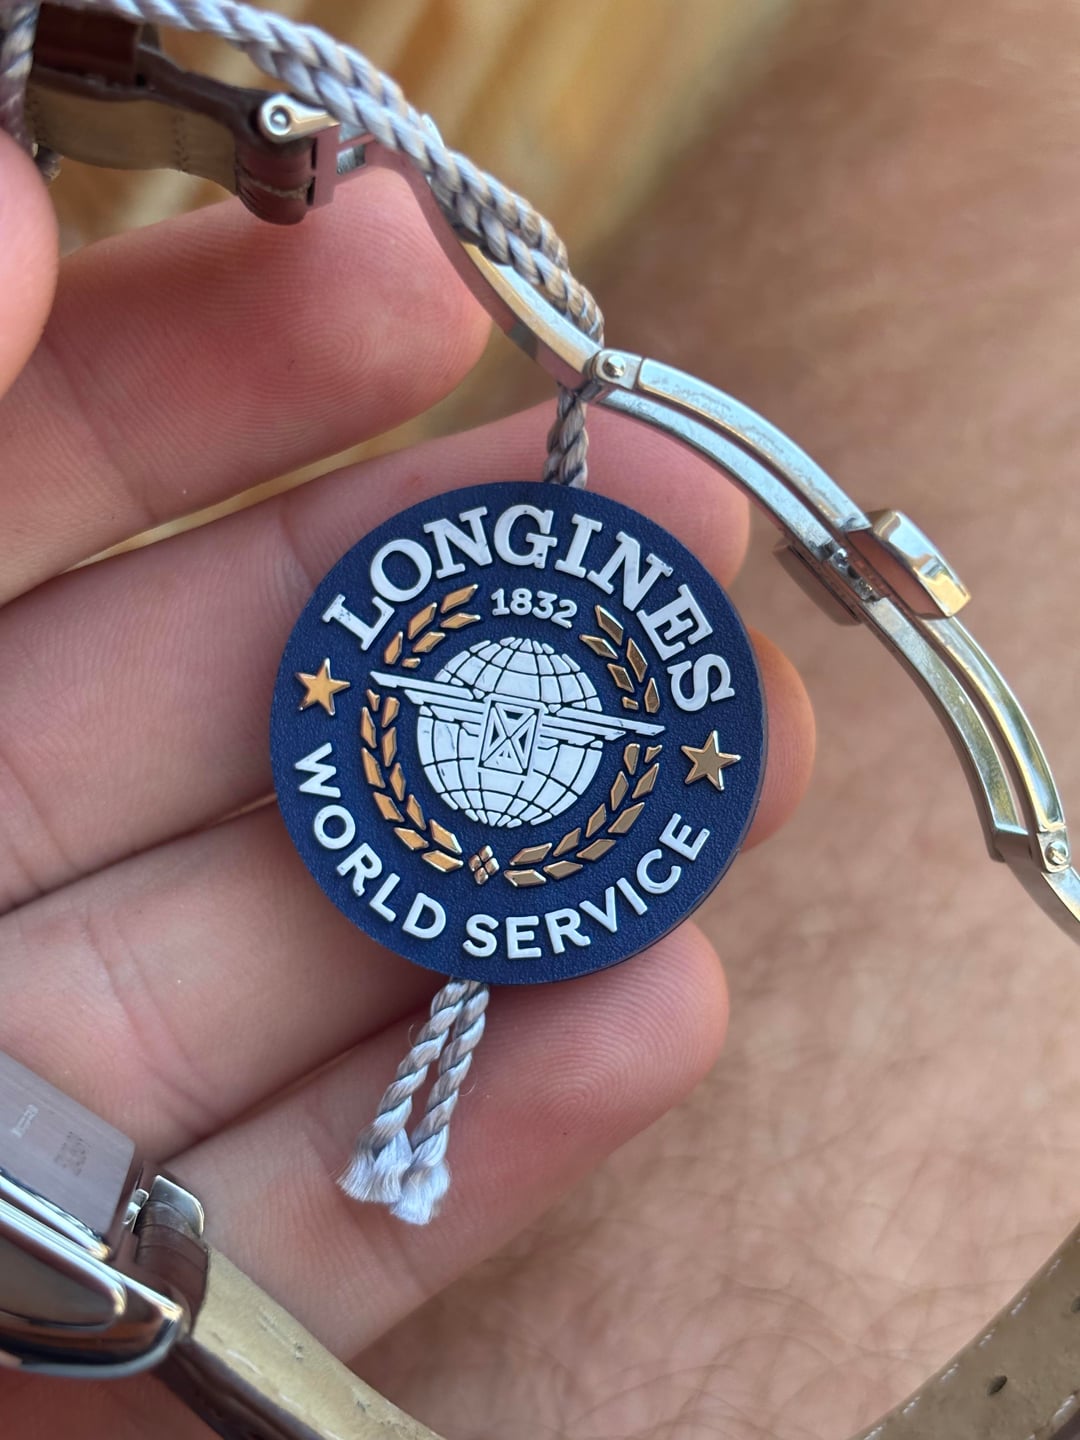 LONGINES
1832
WORLD SERVICE